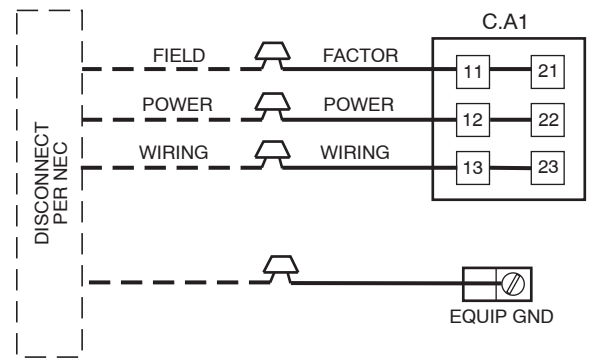 C.A1
FIELD FACTOR
11 21
POWER POWER
12 22
WIRING WIRING
13 23
DISCONNECT
PER NEC
EQUIP GND